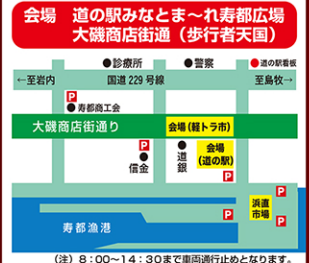 会場　道の駅みなとま～れ寿都広場
大磯商店街通（歩行者天国）
●診療所
●警察
●道の駅看板
←至岩内
国道229号線
至島牧→
P
●寿都商工会
大磯商店街通り
会場(軽トラ市)
P
●信金
●道銀
会場
(道の駅)
P
P
P
浜直
市場
P
寿都漁港
P
（注）8：00～14：30まで車両通行止めとなります。